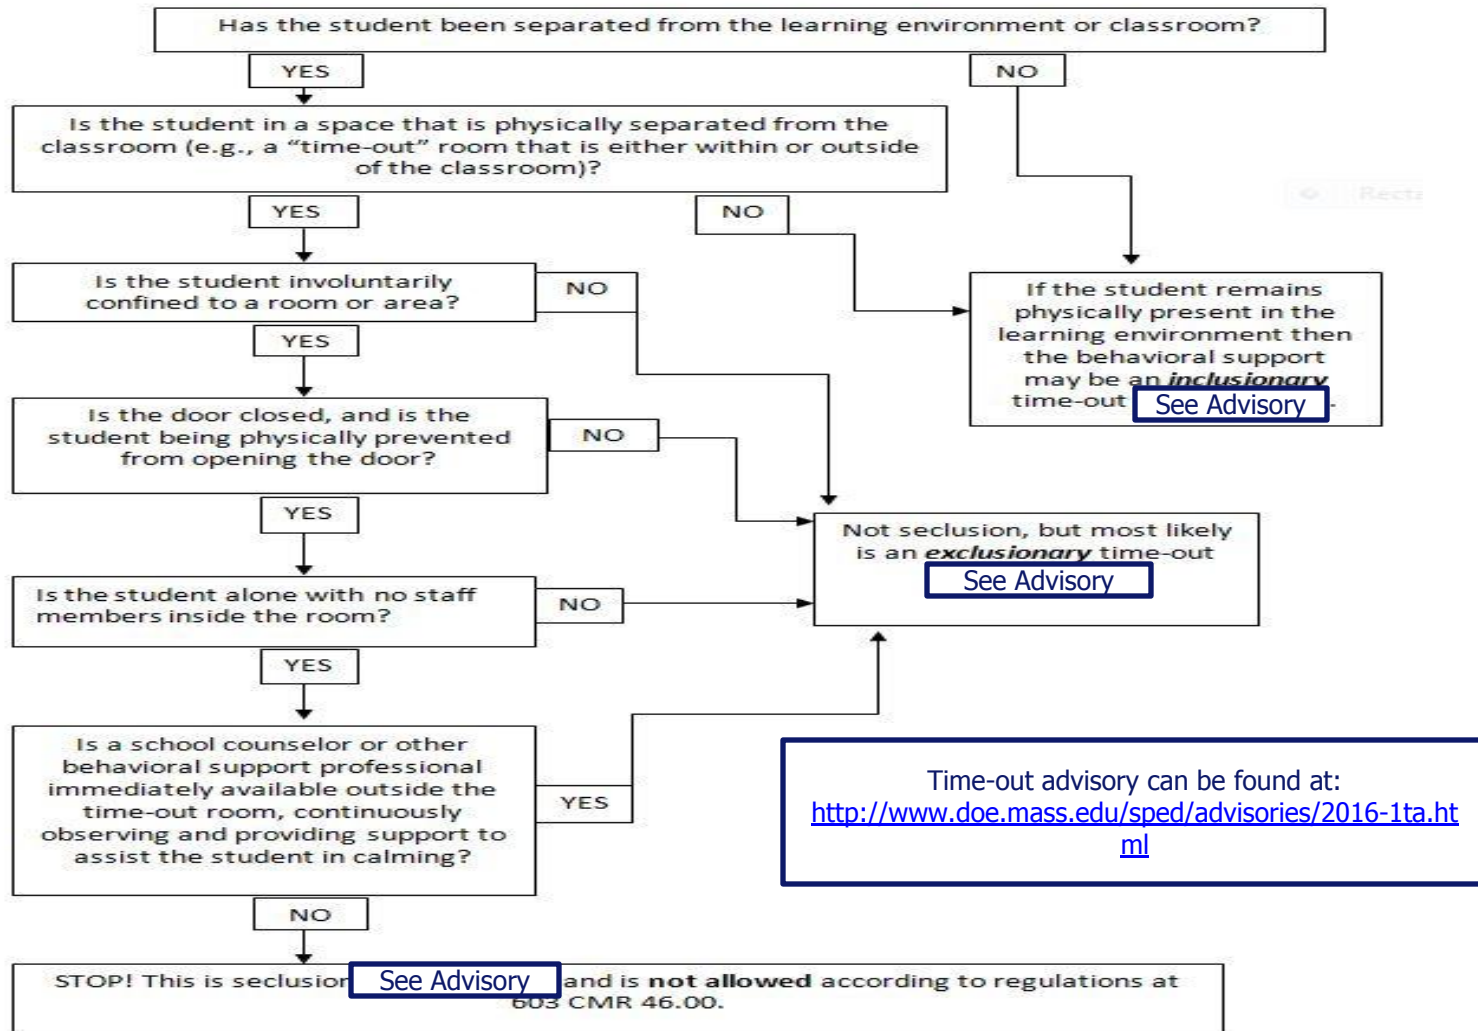 Has the student been separated from the learning environment or classroom?
YES
NO
Is the student in a space that is physically separated from the
classroom (e.g., a “time-out” room that is either within or outside
of the classroom)?
YES
NO
Is the student involuntarily
confined to a room or area?
NO
If the student remains
physically present in the
learning environment then
the behavioral support
may be an inclusionary
time-out See Advisory .
YES
Is the door closed, and is the
student being physically prevented
from opening the door?
NO
YES
Not seclusion, but most likely
is an exclusionary time-out
See Advisory
Is the student alone with no staff
members inside the room?
NO
YES
Is a school counselor or other
behavioral support professional
immediately available outside the
time-out room, continuously
observing and providing support to
assist the student in calming?
YES
Time-out advisory can be found at:
http://www.doe.mass.edu/sped/advisories/2016-1ta.ht
ml
NO
STOP! This is seclusion See Advisory and is not allowed according to regulations at
603 CMR 46.00.